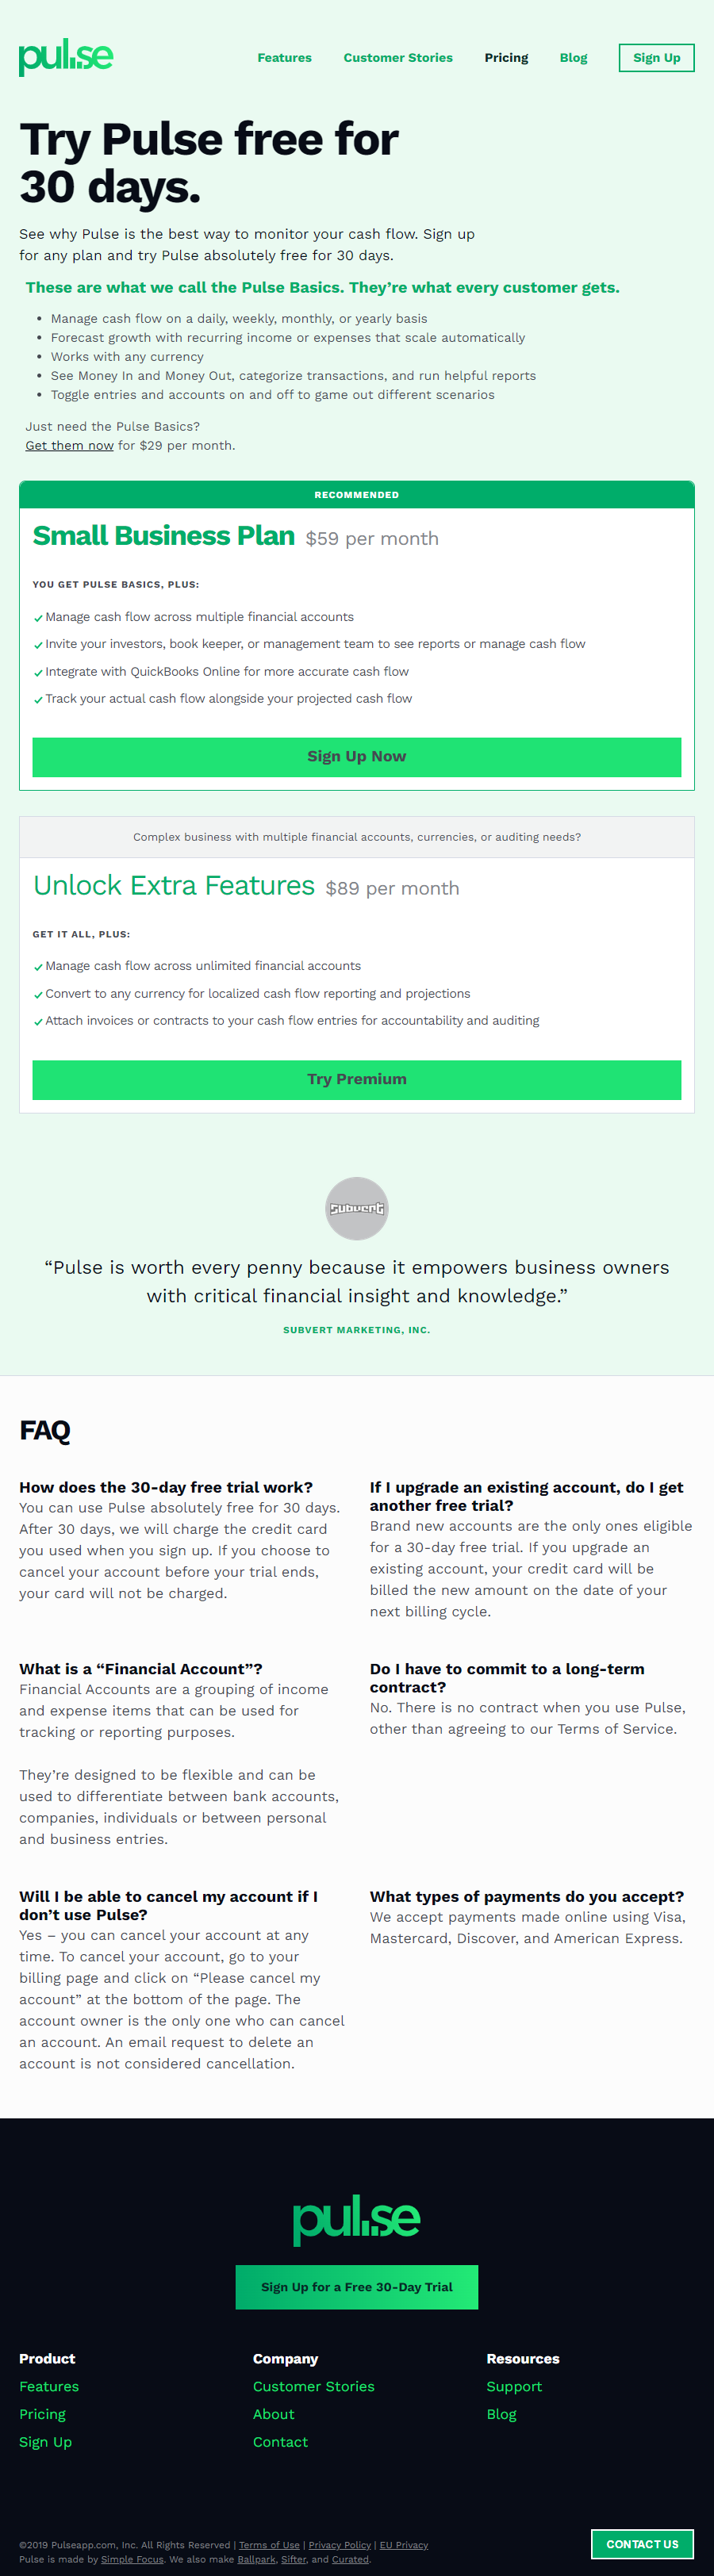 pulse
Features
Customer Stories
Pricing
Blog
Sign Up
Try Pulse free for
30 days.
See why Pulse is the best way to monitor your cash flow. Sign up
for any plan and try Pulse absolutely free for 30 days.
These are what we call the Pulse Basics. They’re what every customer gets.
• Manage cash flow on a daily, weekly, monthly, or yearly basis
• Forecast growth with recurring income or expenses that scale automatically
• Works with any currency
• See Money In and Money Out, categorize transactions, and run helpful reports
• Toggle entries and accounts on and off to game out different scenarios
Just need the Pulse Basics?
Get them now for $29 per month.
RECOMMENDED
Small Business Plan $59 per month
YOU GET PULSE BASICS, PLUS:
Manage cash flow across multiple financial accounts
Invite your investors, book keeper, or management team to see reports or manage cash flow
Integrate with QuickBooks Online for more accurate cash flow
Track your actual cash flow alongside your projected cash flow
Sign Up Now
Complex business with multiple financial accounts, currencies, or auditing needs?
Unlock Extra Features $89 per month
GET IT ALL, PLUS:
Manage cash flow across unlimited financial accounts
Convert to any currency for localized cash flow reporting and projections
Attach invoices or contracts to your cash flow entries for accountability and auditing
Try Premium
Subvert
“Pulse is worth every penny because it empowers business owners
with critical financial insight and knowledge.”
SUBVERT MARKETING, INC.
FAQ
How does the 30-day free trial work?
You can use Pulse absolutely free for 30 days.
After 30 days, we will charge the credit card
you used when you sign up. If you choose to
cancel your account before your trial ends,
your card will not be charged.
If I upgrade an existing account, do I get
another free trial?
Brand new accounts are the only ones eligible
for a 30-day free trial. If you upgrade an
existing account, your credit card will be
billed the new amount on the date of your
next billing cycle.
What is a “Financial Account”?
Financial Accounts are a grouping of income
and expense items that can be used for
tracking or reporting purposes.
They’re designed to be flexible and can be
used to differentiate between bank accounts,
companies, individuals or between personal
and business entries.
Do I have to commit to a long-term
contract?
No. There is no contract when you use Pulse,
other than agreeing to our Terms of Service.
Will I be able to cancel my account if I
don’t use Pulse?
Yes – you can cancel your account at any
time. To cancel your account, go to your
billing page and click on “Please cancel my
account” at the bottom of the page. The
account owner is the only one who can cancel
an account. An email request to delete an
account is not considered cancellation.
What types of payments do you accept?
We accept payments made online using Visa,
Mastercard, Discover, and American Express.
pulse
Sign Up for a Free 30-Day Trial
Product
Features
Pricing
Sign Up
Company
Customer Stories
About
Contact
Resources
Support
Blog
©2019 Pulseapp.com, Inc. All Rights Reserved | Terms of Use | Privacy Policy | EU Privacy
Pulse is made by Simple Focus. We also make Ballpark, Sifter, and Curated.
CONTACT US